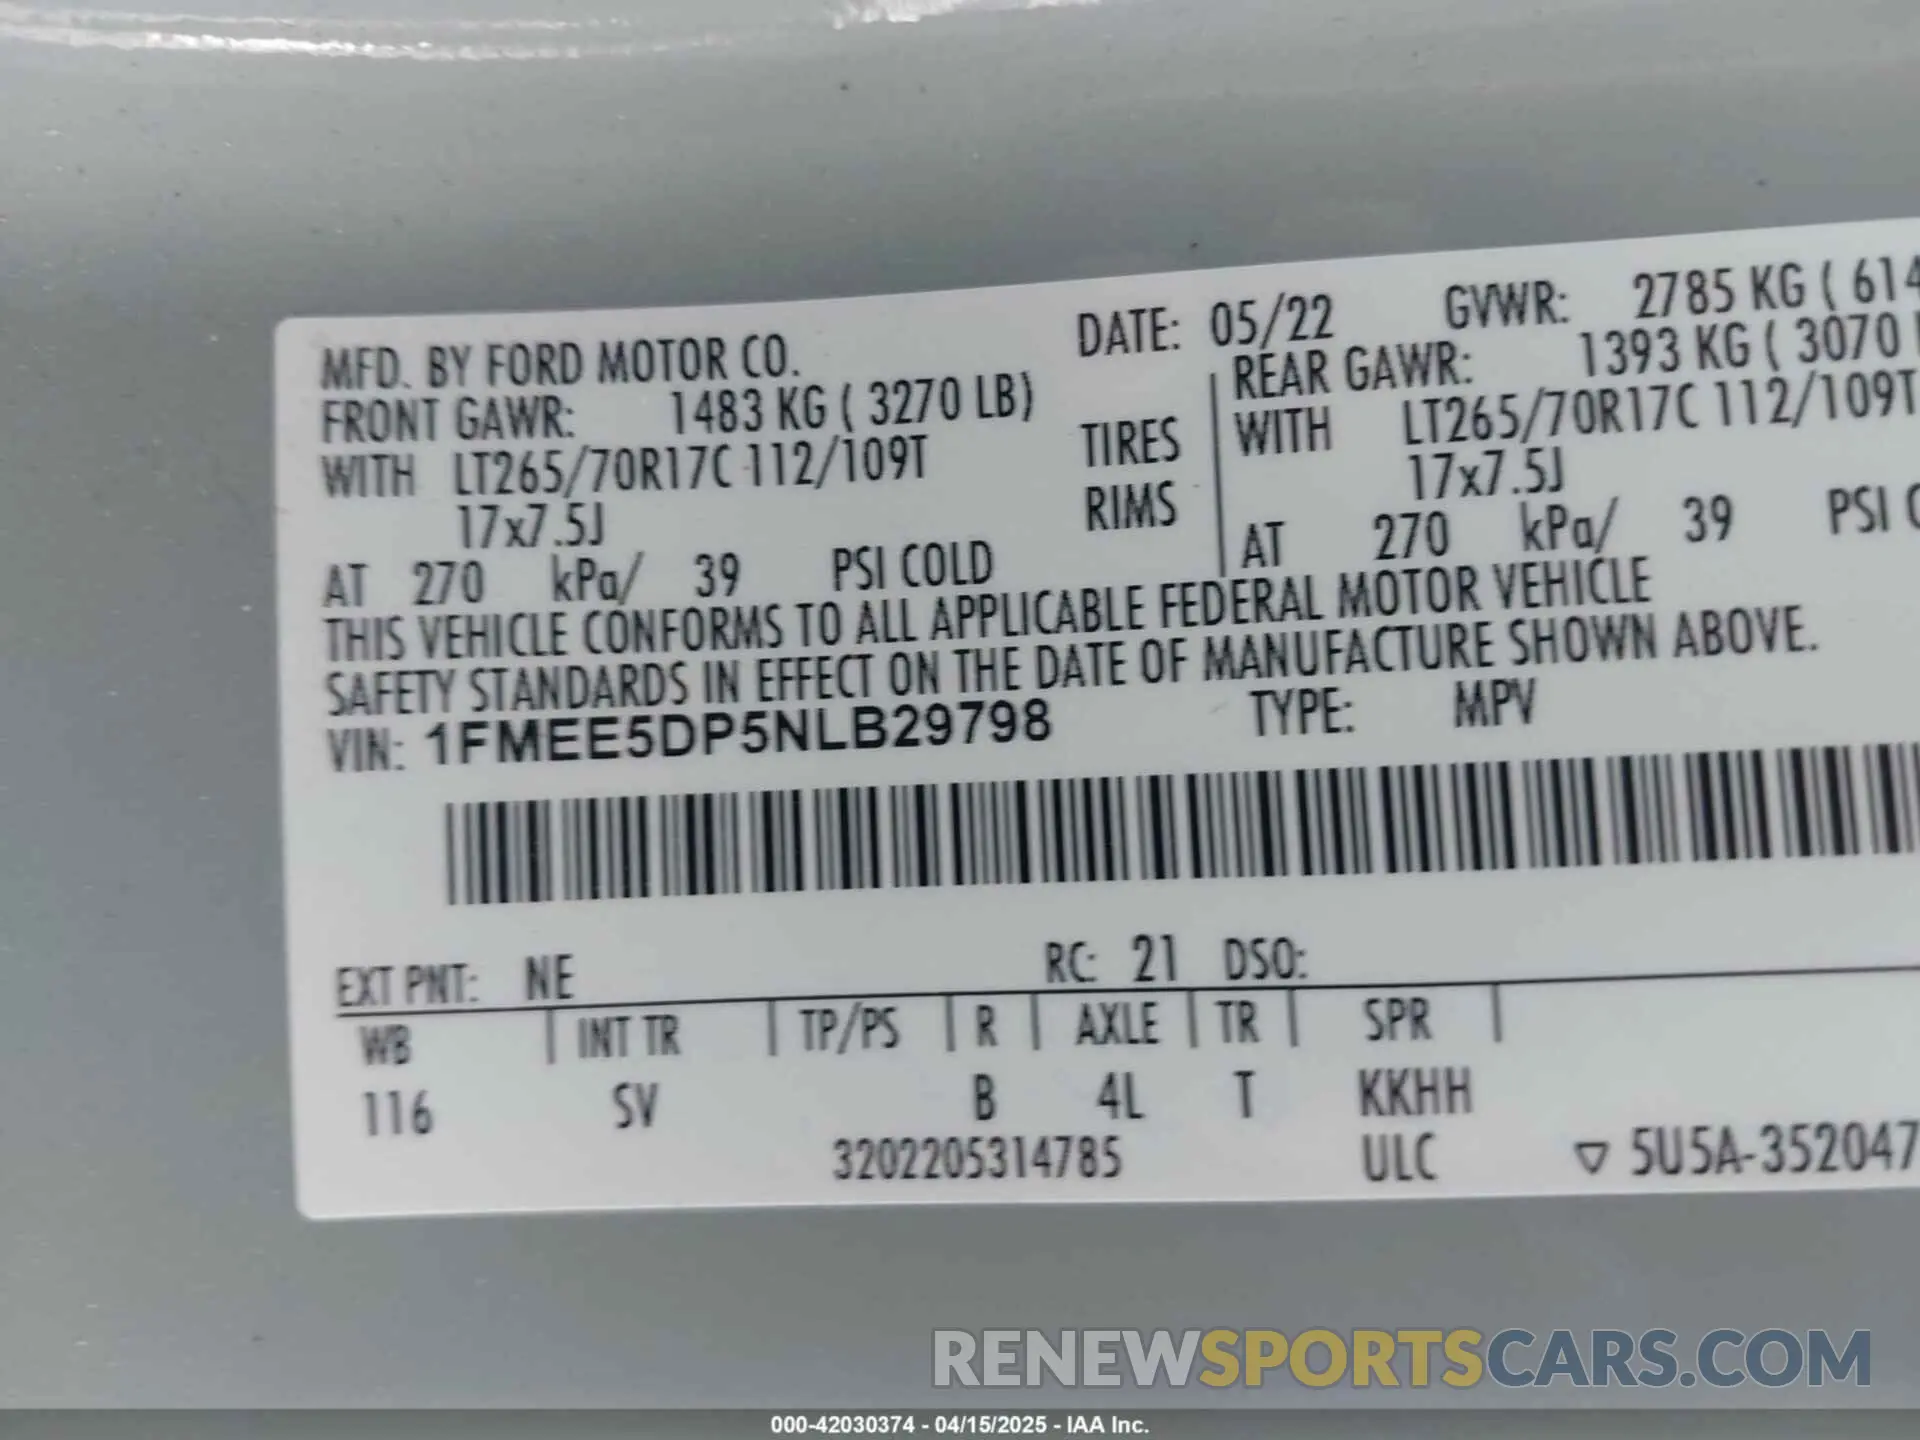 MFD. BY FORD MOTOR CO. DATE: 05/22 GVWR: 2785 KG ( 614
FRONT GAWR: 1483 KG ( 3270 LB) REAR GAWR: 1393 KG ( 3070
WITH LT265/70R17C 112/109T TIRES WITH LT265/70R17C 112/109T
17x7.5J RIMS 17x7.5J
AT 270 kPa/ 39 PSI COLD AT 270 kPa/ 39 PSI C
THIS VEHICLE CONFORMS TO ALL APPLICABLE FEDERAL MOTOR VEHICLE
SAFETY STANDARDS IN EFFECT ON THE DATE OF MANUFACTURE SHOWN ABOVE.
VIN: 1FMEE5DP5NLB29798 TYPE: MPV
EXT PNT: NE RC: 21 DSO:
WB | INT TR | TP/PS | R | AXLE | TR | SPR |
116 SV B 4L T KKHH
3202205314785 ULC ▽ 5U5A-352047
RENEWSPORTSCARS.COM
000-42030374 - 04/15/2025 - IAA Inc.